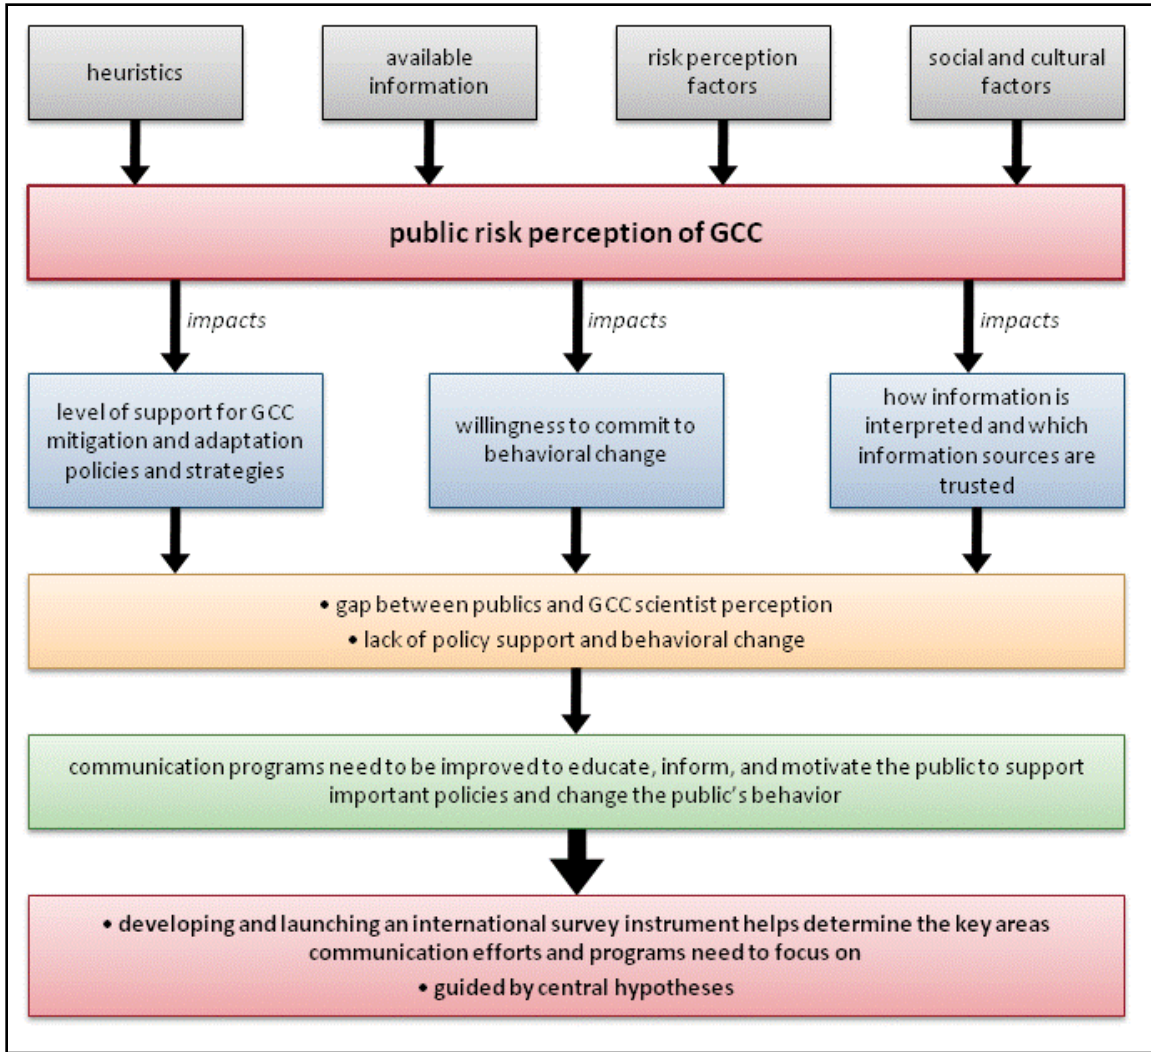 heuristics
available
information
risk perception
factors
social and cultural
factors
public risk perception of GCC
impacts
impacts
impacts
level of support for GCC
mitigation and adaptation
policies and strategies
willingness to commit to
behavioral change
how information is
interpreted and which
information sources are
trusted
• gap between publics and GCC scientist perception
• lack of policy support and behavioral change
communication programs need to be improved to educate, inform, and motivate the public to support
important policies and change the public's behavior
• developing and launching an international survey instrument helps determine the key areas
communication efforts and programs need to focus on
• guided by central hypotheses